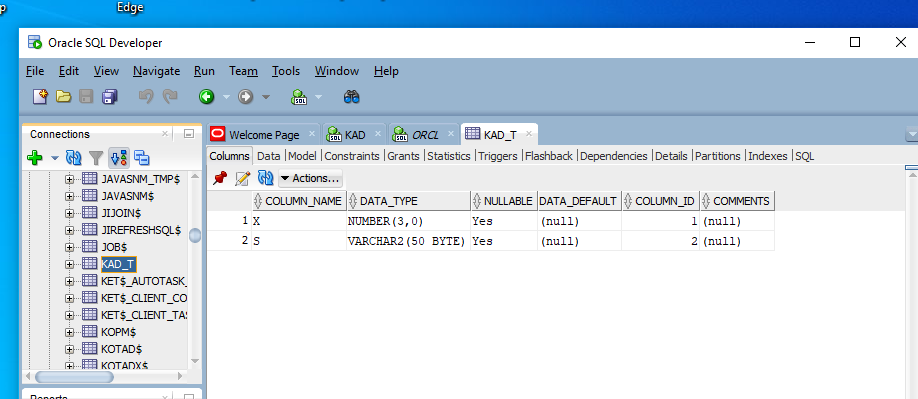 p
Edge
Oracle SQL Developer
File Edit View Navigate Run Team Tools Window Help
SQL
Connections
Welcome Page
KAD
ORCL
KAD_T
Columns Data Model Constraints Grants Statistics Triggers Flashback Dependencies Details Partitions Indexes SQL
Actions...
COLUMN_NAME DATA_TYPE NULLABLE DATA_DEFAULT COLUMN_ID COMMENTS
1 X NUMBER(3,0) Yes (null) 1 (null)
2 S VARCHAR2(50 BYTE) Yes (null) 2 (null)
JAVASNM_TMP$
JAVASNM$
JIJOIN$
JIREFRESHSQL$
JOB$
KAD_T
KET$_AUTOTASK_
KET$_CLIENT_CO
KET$_CLIENT_TAS
KOPM$
KOTAD$
KOTADX$
Reports